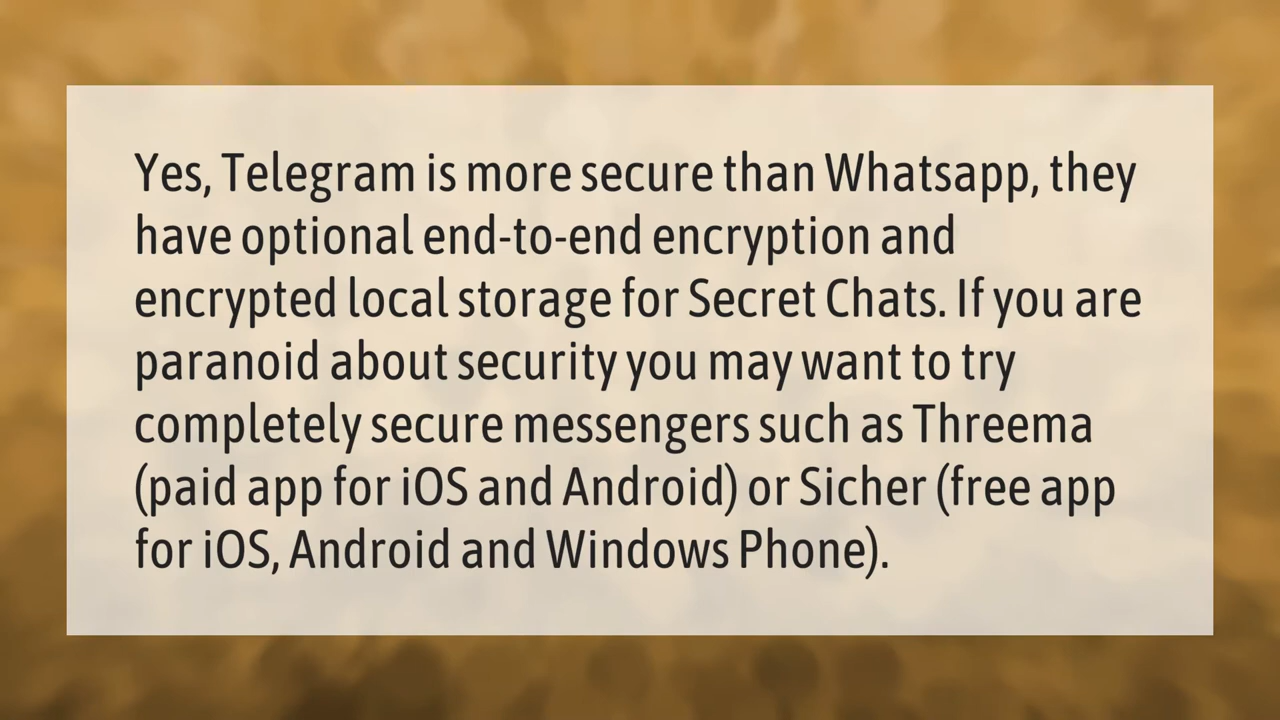 Yes, Telegram is more secure than Whatsapp, they
have optional end-to-end encryption and
encrypted local storage for Secret Chats. If you are
paranoid about security you may want to try
completely secure messengers such as Threema
(paid app for iOS and Android) or Sicher (free app
for iOS, Android and Windows Phone).